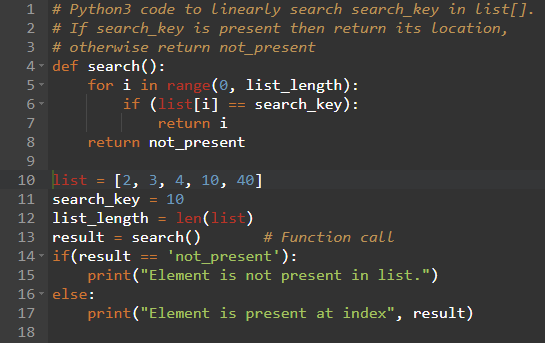 1 # Python3 code to linearly search search_key in list[].
2 # If search_key is present then return its location,
3 # otherwise return not_present
4 def search():
5     for i in range(0, list_length):
6         if (list[i] == search_key):
7             return i
8     return not_present
9
10 list = [2, 3, 4, 10, 40]
11 search_key = 10
12 list_length = len(list)
13 result = search()       # Function call
14 if(result == 'not_present'):
15     print("Element is not present in list.")
16 else:
17     print("Element is present at index", result)
18